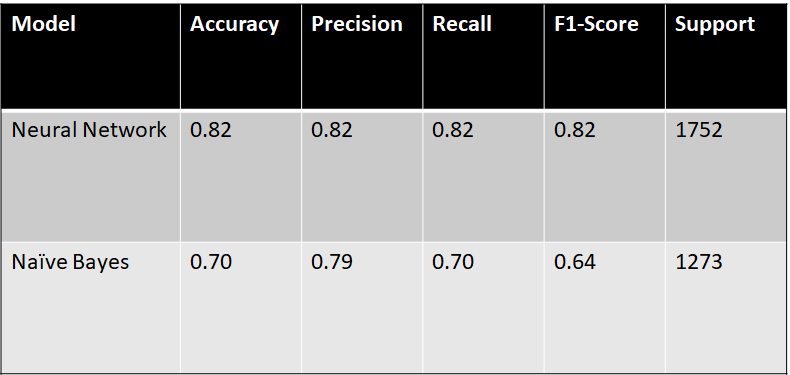 Model Accuracy Precision Recall F1-Score Support
Neural Network 0.82 0.82 0.82 0.82 1752
Naïve Bayes 0.70 0.79 0.70 0.64 1273